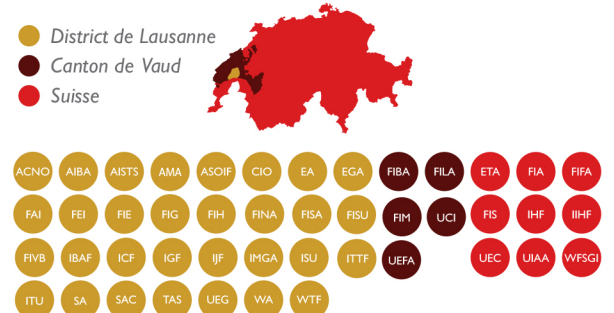 District de Lausanne
Canton de Vaud
Suisse
ACNO AIBA AISTS AMA ASOIF CIO EA EGA FIBA FILA ETA FIA FIFA
FAI FEI FIE FIG FIH FINA FISA FISU FIM UCI FIS IHF IIHF
FIVB IBAF ICF IGF IJF IMGA ISU ITTF UEFA UEC UIAA WFSGI
ITU SA SAC TAS UEG WA WTF